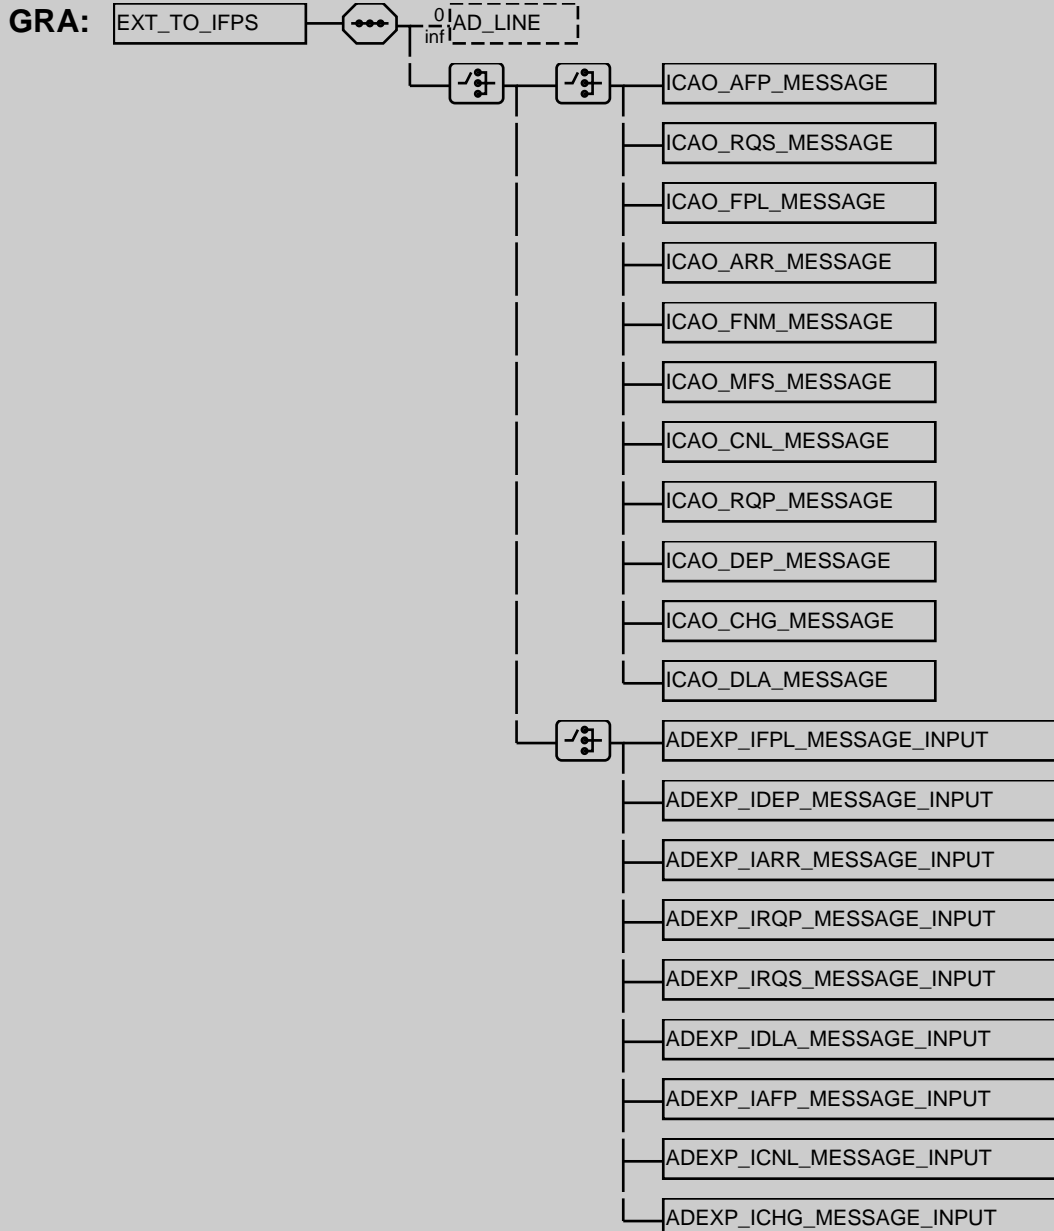 GRA: EXT_TO_IFPS 0 inf AD_LINE
ICAO_AFP_MESSAGE
ICAO_RQS_MESSAGE
ICAO_FPL_MESSAGE
ICAO_ARR_MESSAGE
ICAO_FNM_MESSAGE
ICAO_MFS_MESSAGE
ICAO_CNL_MESSAGE
ICAO_RQP_MESSAGE
ICAO_DEP_MESSAGE
ICAO_CHG_MESSAGE
ICAO_DLA_MESSAGE
ADEXP_IFPL_MESSAGE_INPUT
ADEXP_IDEP_MESSAGE_INPUT
ADEXP_IARR_MESSAGE_INPUT
ADEXP_IRQP_MESSAGE_INPUT
ADEXP_IRQS_MESSAGE_INPUT
ADEXP_IDLA_MESSAGE_INPUT
ADEXP_IAFP_MESSAGE_INPUT
ADEXP_ICNL_MESSAGE_INPUT
ADEXP_ICHG_MESSAGE_INPUT